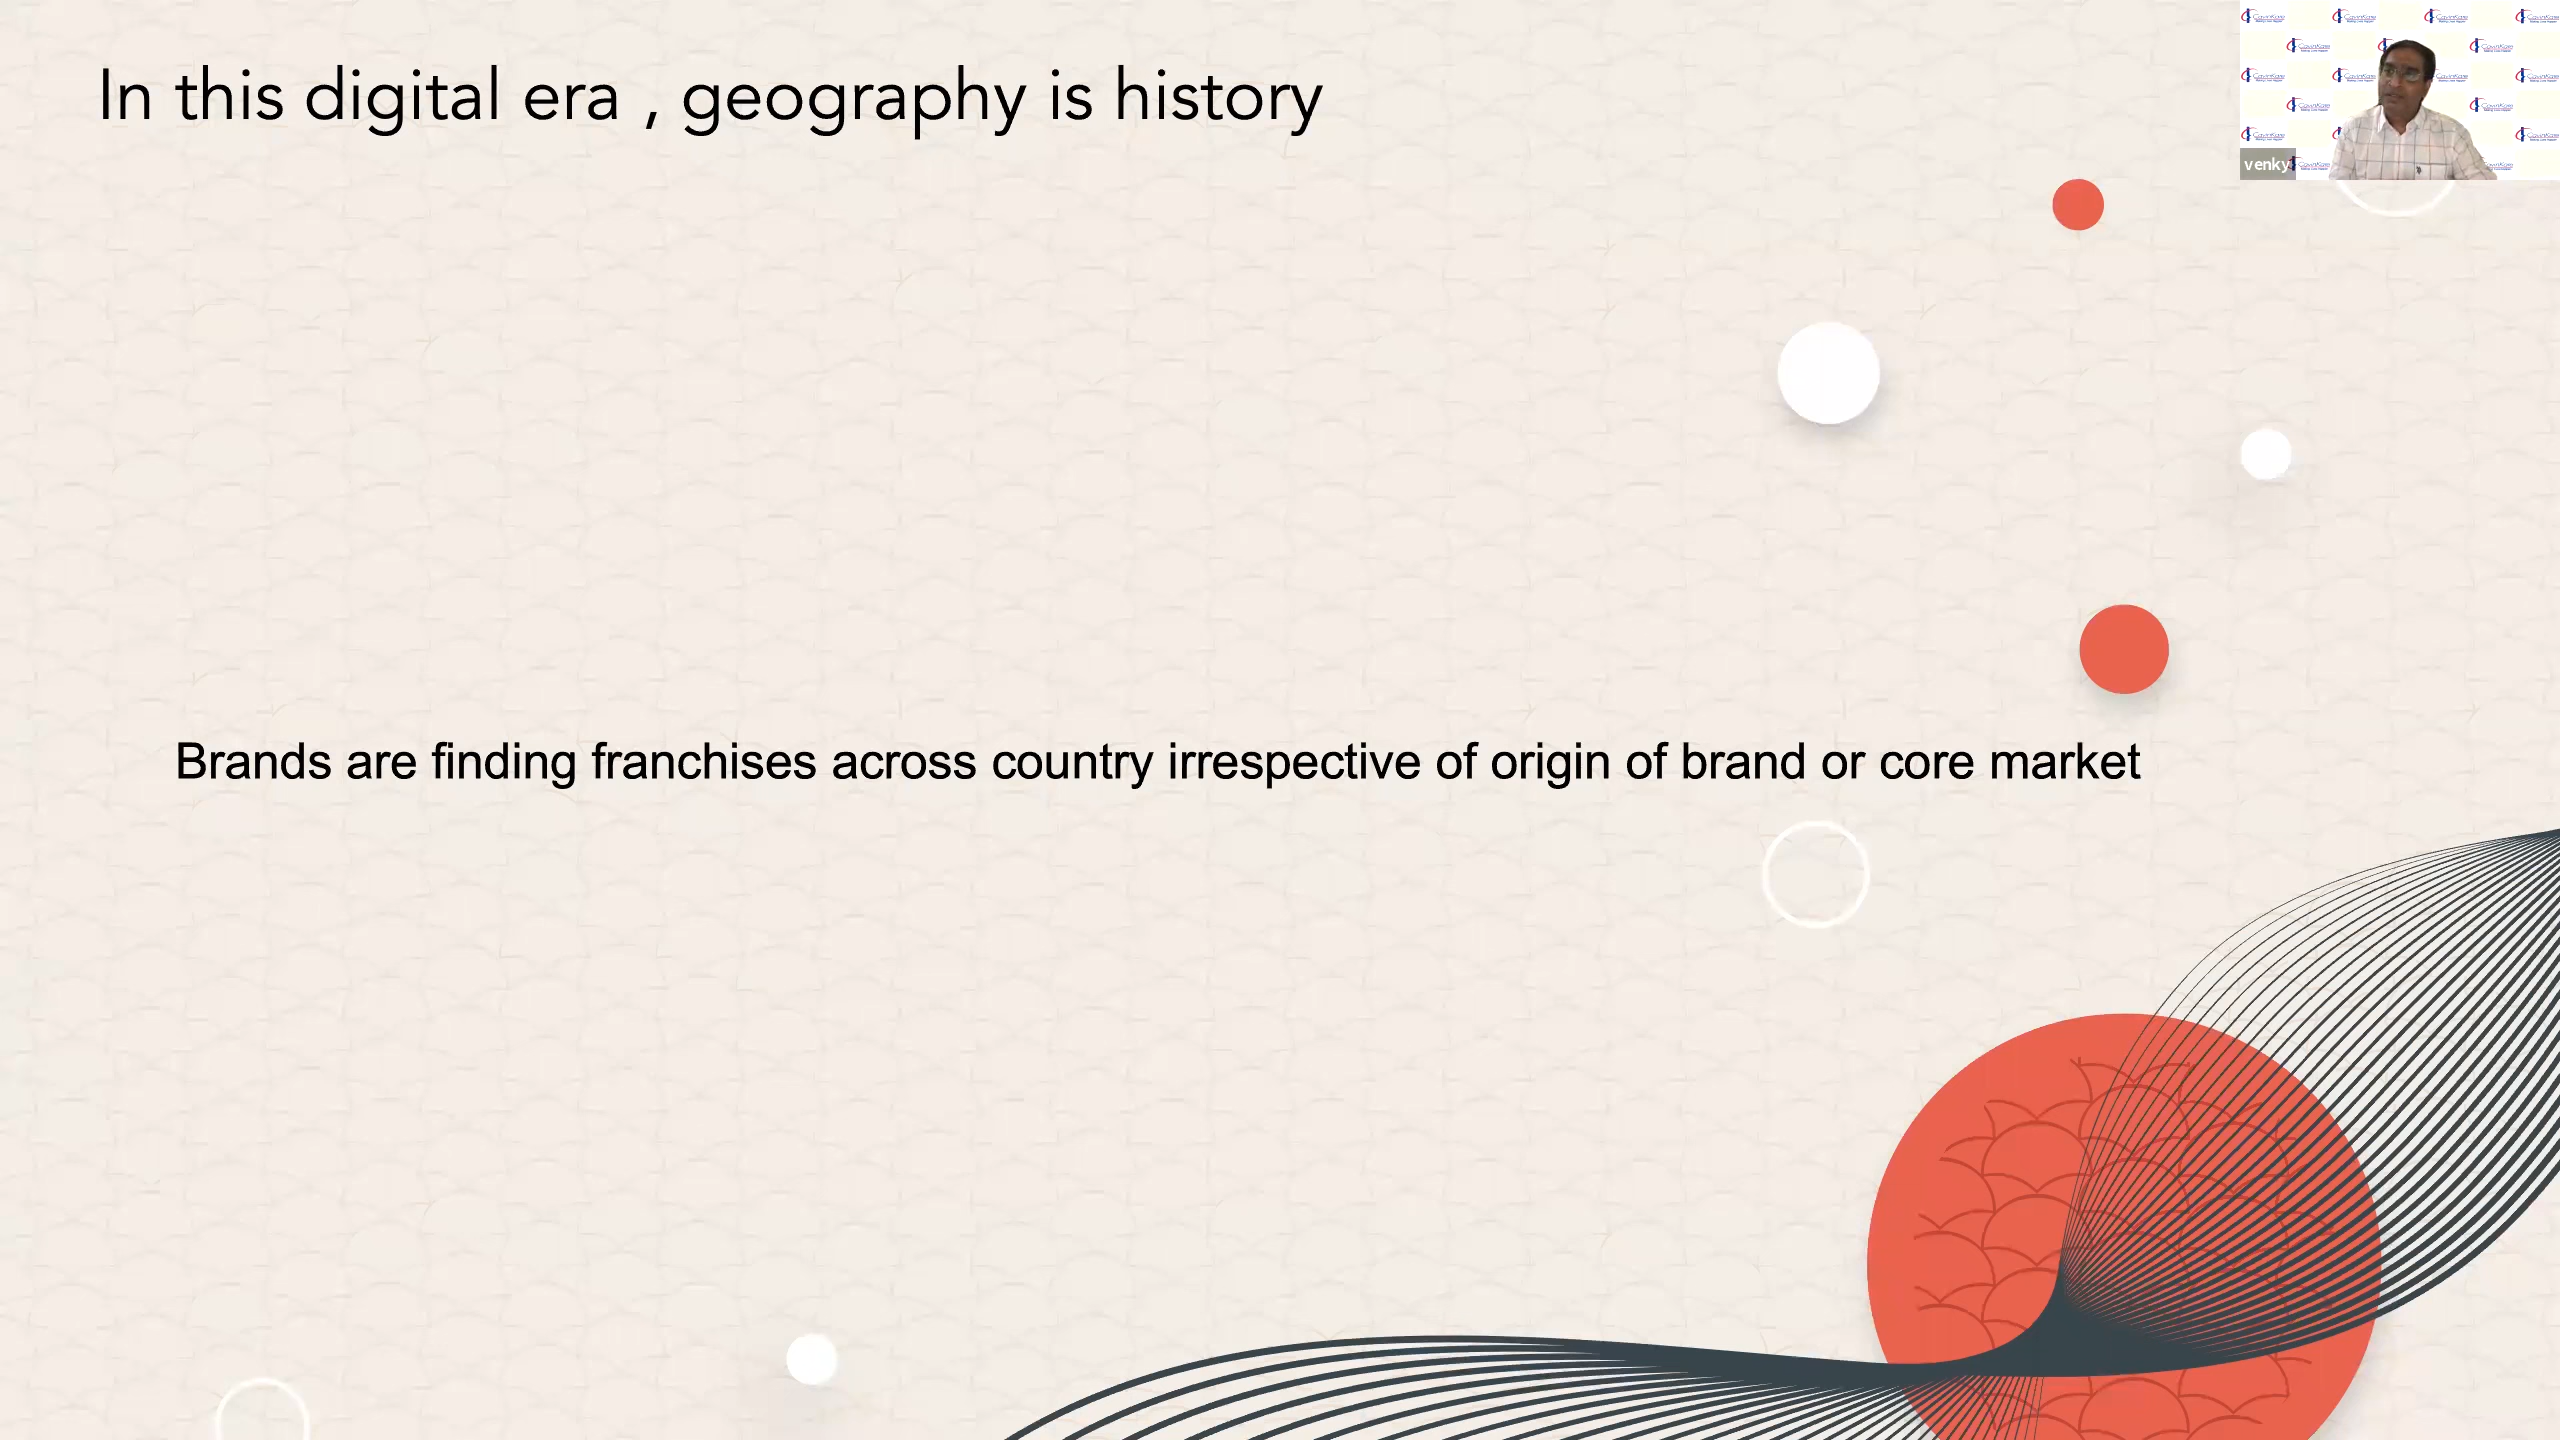 In this digital era , geography is history
venky
Brands are finding franchises across country irrespective of origin of brand or core market